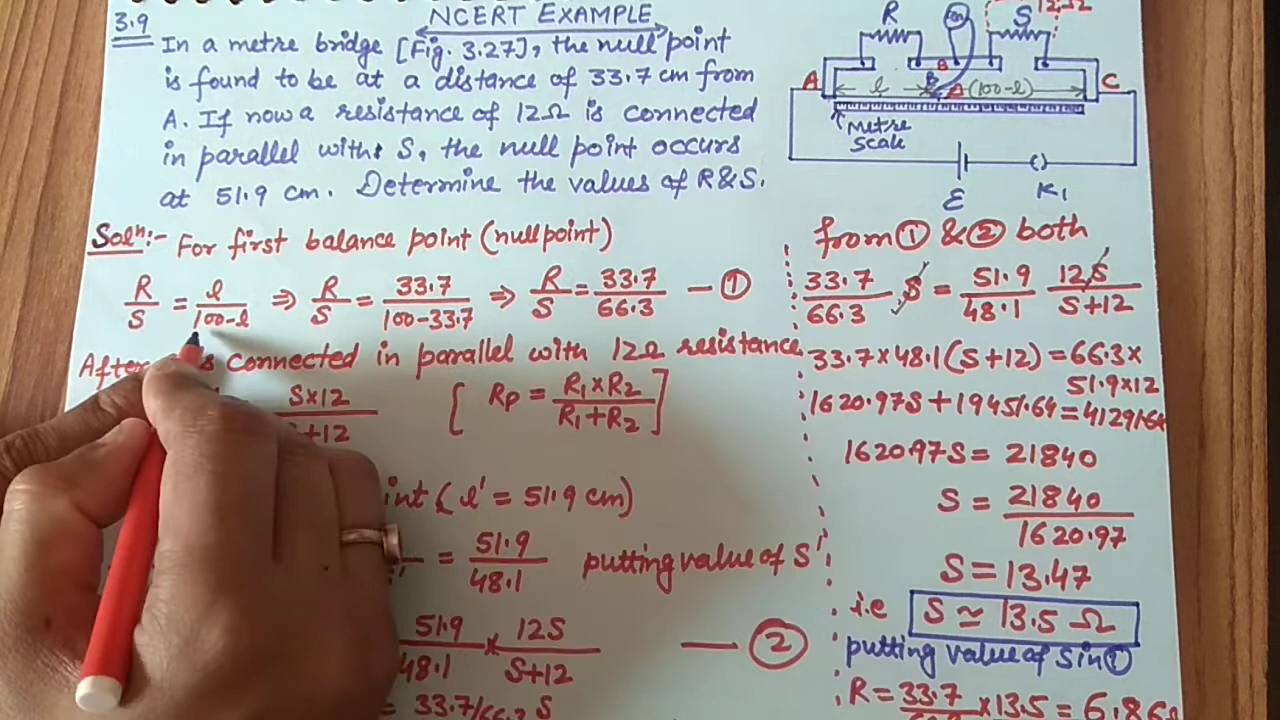 NCERT EXAMPLE
3.9 In a metre bridge [Fig. 3.27], the null point
is found to be at a distance of 33.7 cm from
A. If now a resistance of 12Ω is connected
in parallel with S, the null point occurs
at 51.9 cm. Determine the values of R&S.
R
S
12Ω
A
B
C
l
(100-l)
Metre
Scale
ε
K1
Solⁿ:- For first balance point (null point)
R/S = l/100-l ⇒ R/S = 33.7/100-33.7 ⇒ R/S = 33.7/66.3 — ①
After is connected in parallel with 12Ω resistance
S×12/S+12 [ Rp = R1×R2/R1+R2 ]
int (l' = 51.9 cm)
= 51.9/48.1 putting value of S'
51.9/48.1 × 12S/S+12 — ②
= 33.7/66.3 S
from ① & ② both
33.7/66.3 S = 51.9/48.1 12S/S+12
33.7×48.1(S+12) = 66.3×
51.9×12
1620.97S + 19451.64 = 41291.64
1620.97S = 21840
S = 21840/1620.97
S = 13.47
i.e S ≃ 13.5 Ω
putting value of S in ①
R = 33.7/66.3 ×13.5 = 6.86